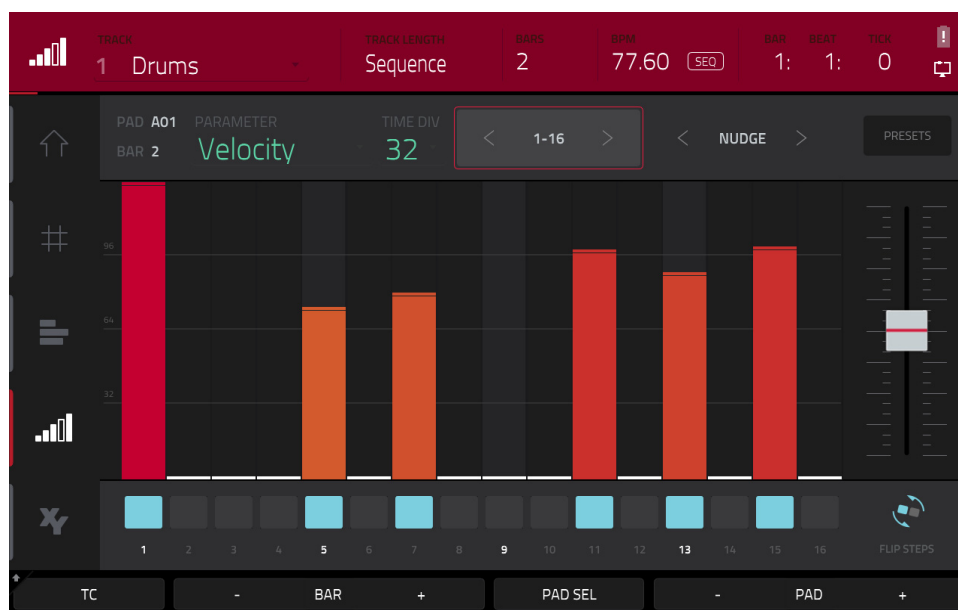 TRACK TRACK LENGTH BARS BPM BAR BEAT TICK !
1 Drums Sequence 2 77.60 SEQ 1: 1: 0
PAD A01 PARAMETER TIME DIV
BAR 2 Velocity 32 < 1-16 > < NUDGE > PRESETS
96
64
32
XY
1 2 3 4 5 6 7 8 9 10 11 12 13 14 15 16 FLIP STEPS
TC - BAR + PAD SEL - PAD +